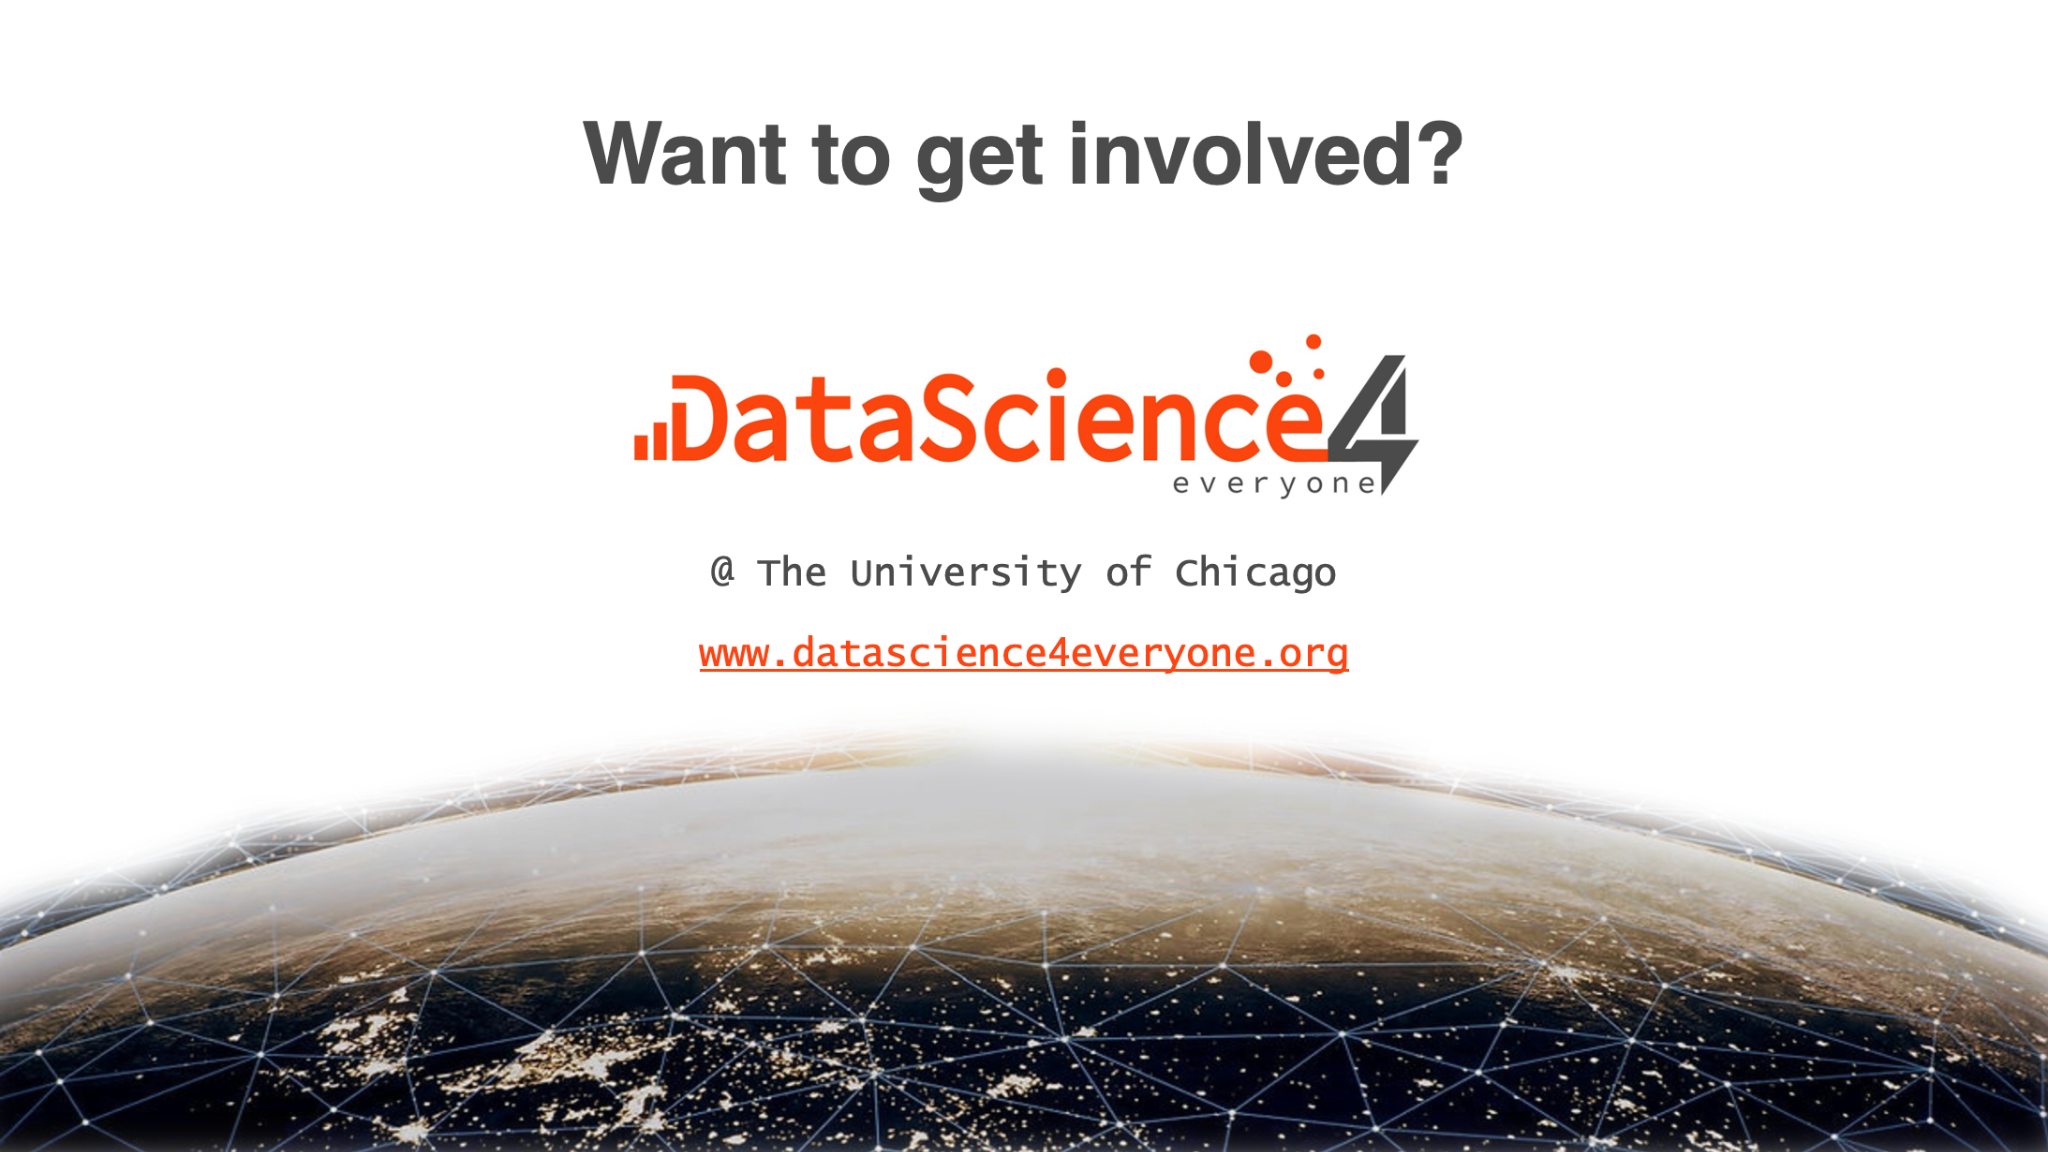 Want to get involved?
DataScience4
everyone
@ The University of Chicago
www.datascience4everyone.org